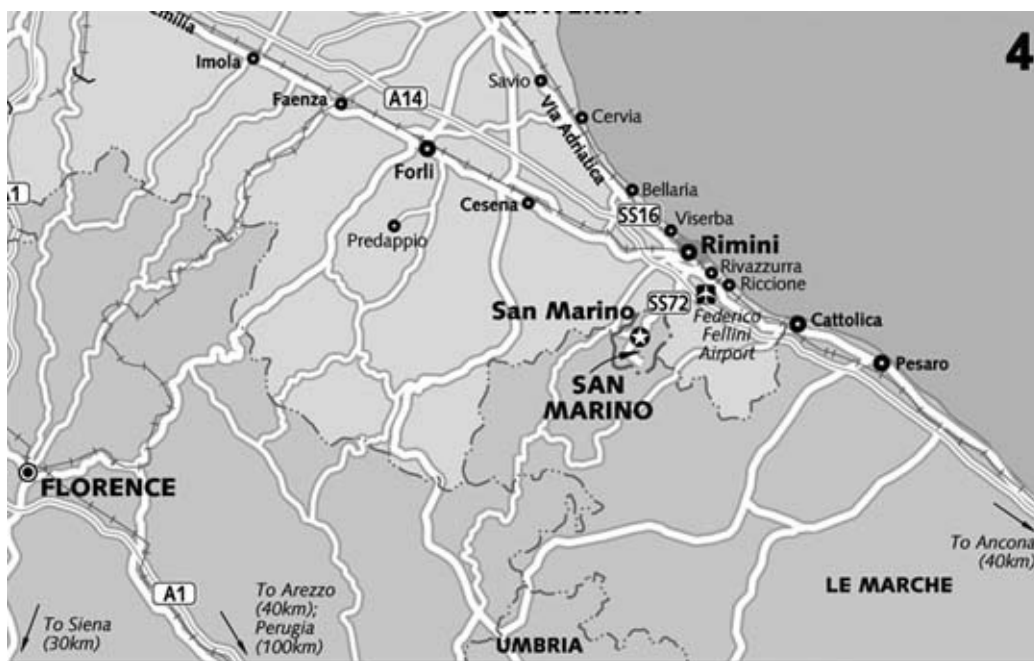 4
Imola
Faenza
A14
Savio
Via Adriatica
Cervia
Forli
Cesena
Predappio
Bellaria
SS16
Viserba
Rimini
Rivazzurra
Riccione
SS72
San Marino
Federico
Fellini
Airport
Cattolica
Pesaro
SAN
MARINO
FLORENCE
A1
To Siena
(30km)
To Arezzo
(40km);
Perugia
(100km)
UMBRIA
LE MARCHE
To Ancona
(40km)